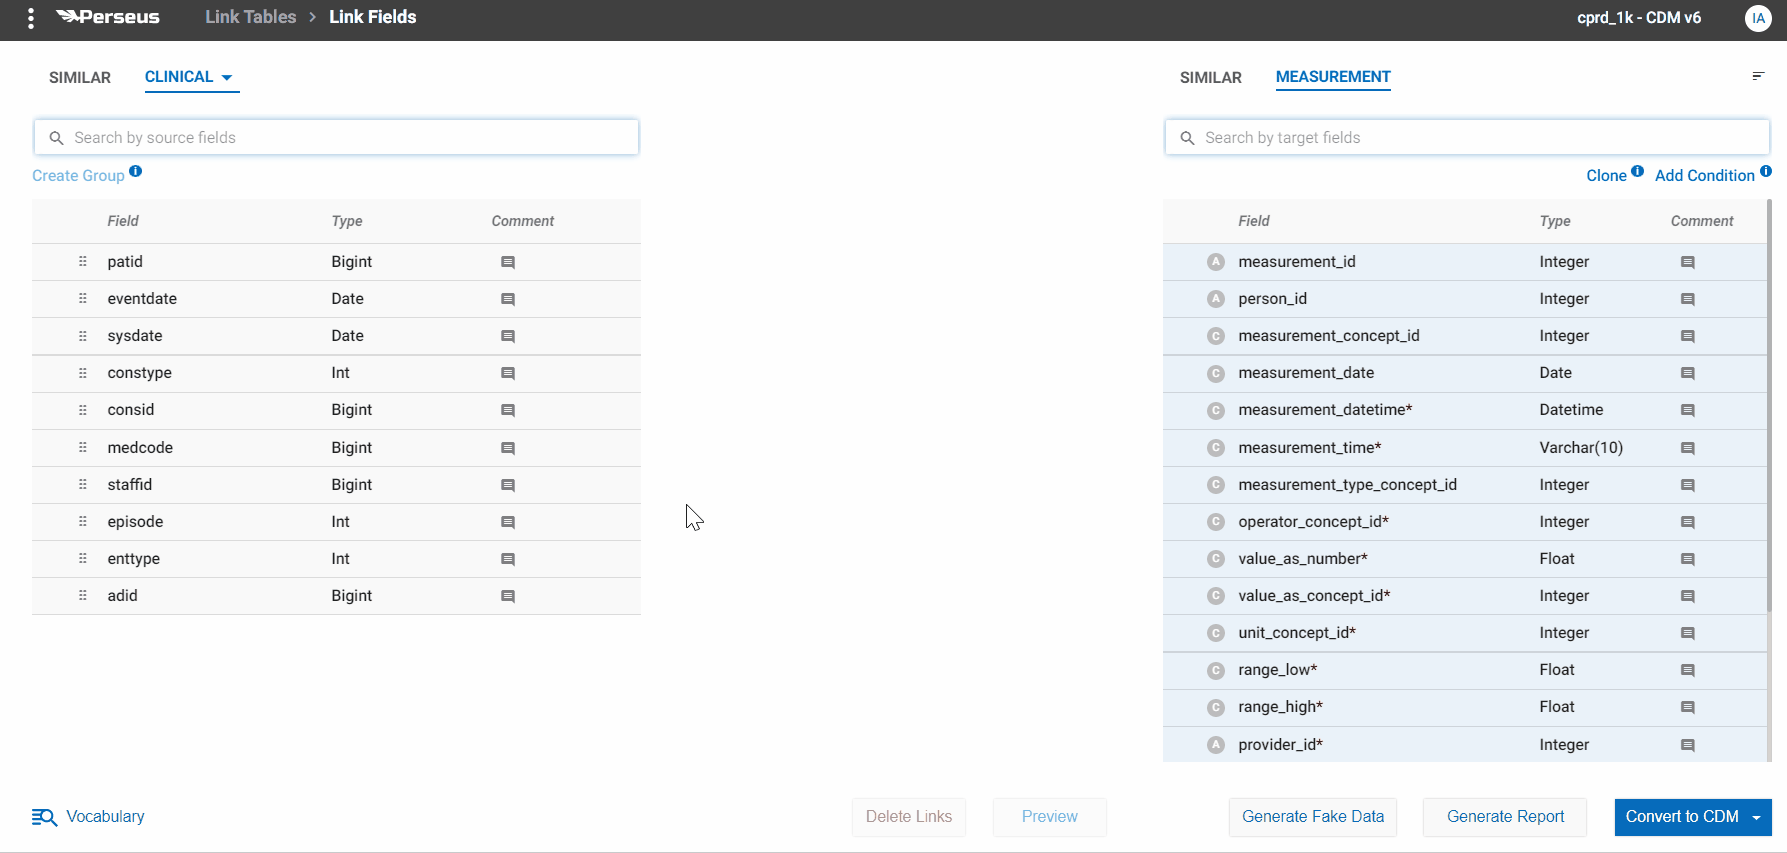 Perseus Link Tables > Link Fields cprd_1k - CDM v6 IA
SIMILAR CLINICAL
Search by source fields
Create Group i
Field Type Comment
patid Bigint
eventdate Date
sysdate Date
constype Int
consid Bigint
medcode Bigint
staffid Bigint
episode Int
enttype Int
adid Bigint
SIMILAR MEASUREMENT
Search by target fields
Clone i Add Condition i
Field Type Comment
A measurement_id Integer
A person_id Integer
C measurement_concept_id Integer
C measurement_date Date
C measurement_datetime* Datetime
C measurement_time* Varchar(10)
C measurement_type_concept_id Integer
C operator_concept_id* Integer
C value_as_number* Float
C value_as_concept_id* Integer
C unit_concept_id* Integer
C range_low* Float
C range_high* Float
A provider_id* Integer
Vocabulary Delete Links Preview Generate Fake Data Generate Report Convert to CDM